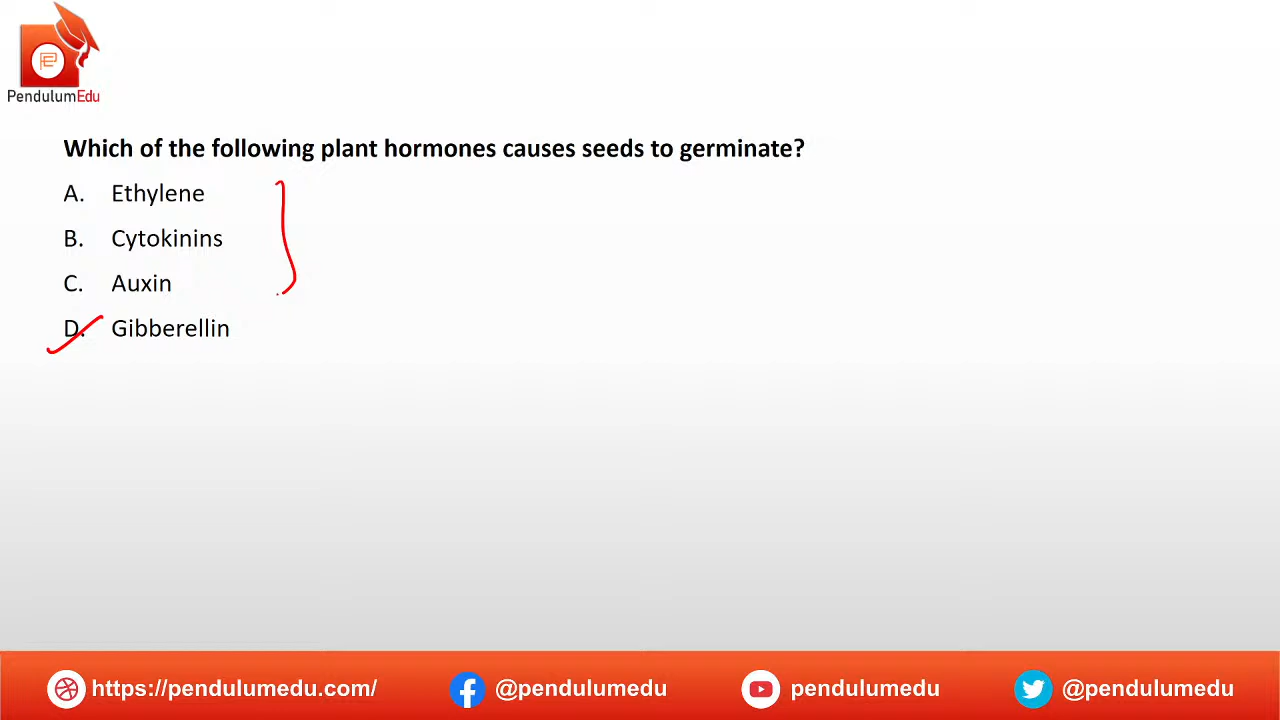 PendulumEdu
Which of the following plant hormones causes seeds to germinate?
A. Ethylene
B. Cytokinins
C. Auxin
D. Gibberellin
https://pendulumedu.com/ @pendulumedu pendulumedu @pendulumedu